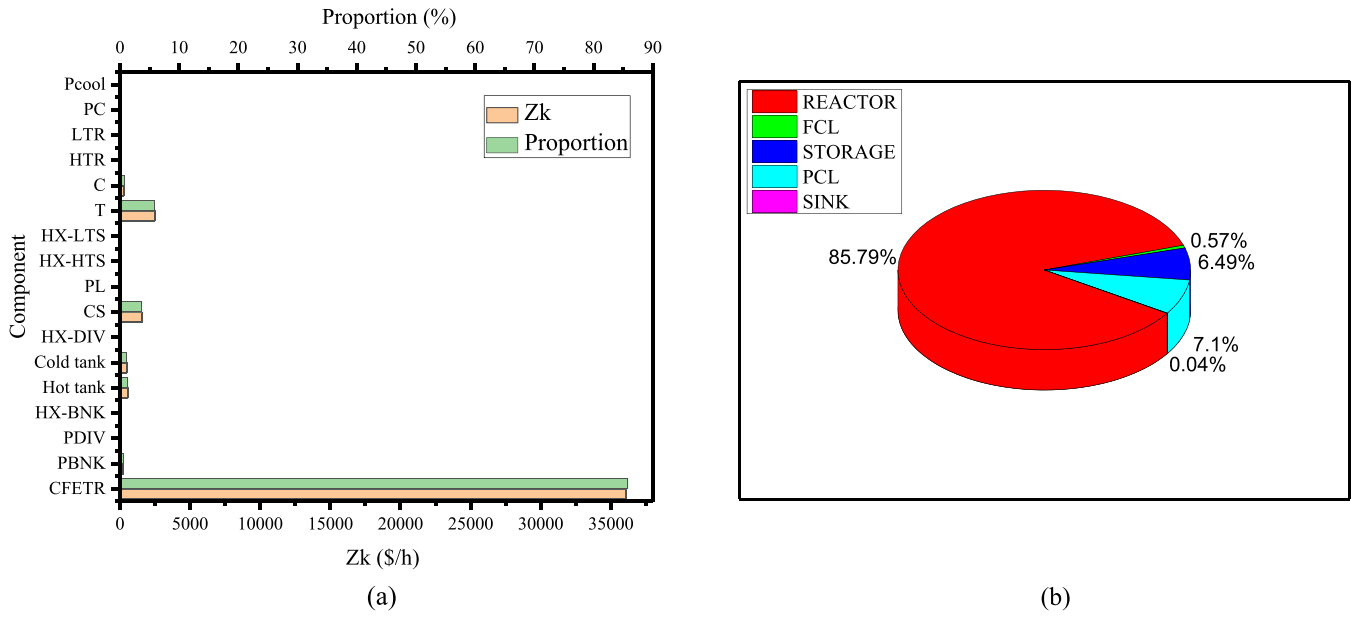 Proportion (%)
0 10 20 30 40 50 60 70 80 90
Component
Pcool
PC
LTR
HTR
C
T
HX-LTS
HX-HTS
PL
CS
HX-DIV
Cold tank
Hot tank
HX-BNK
PDIV
PBNK
CFETR
Zk
Proportion
0 5000 10000 15000 20000 25000 30000 35000
Zk ($/h)
(a)
REACTOR
FCL
STORAGE
PCL
SINK
85.79%
0.57%
6.49%
7.1%
0.04%
(b)